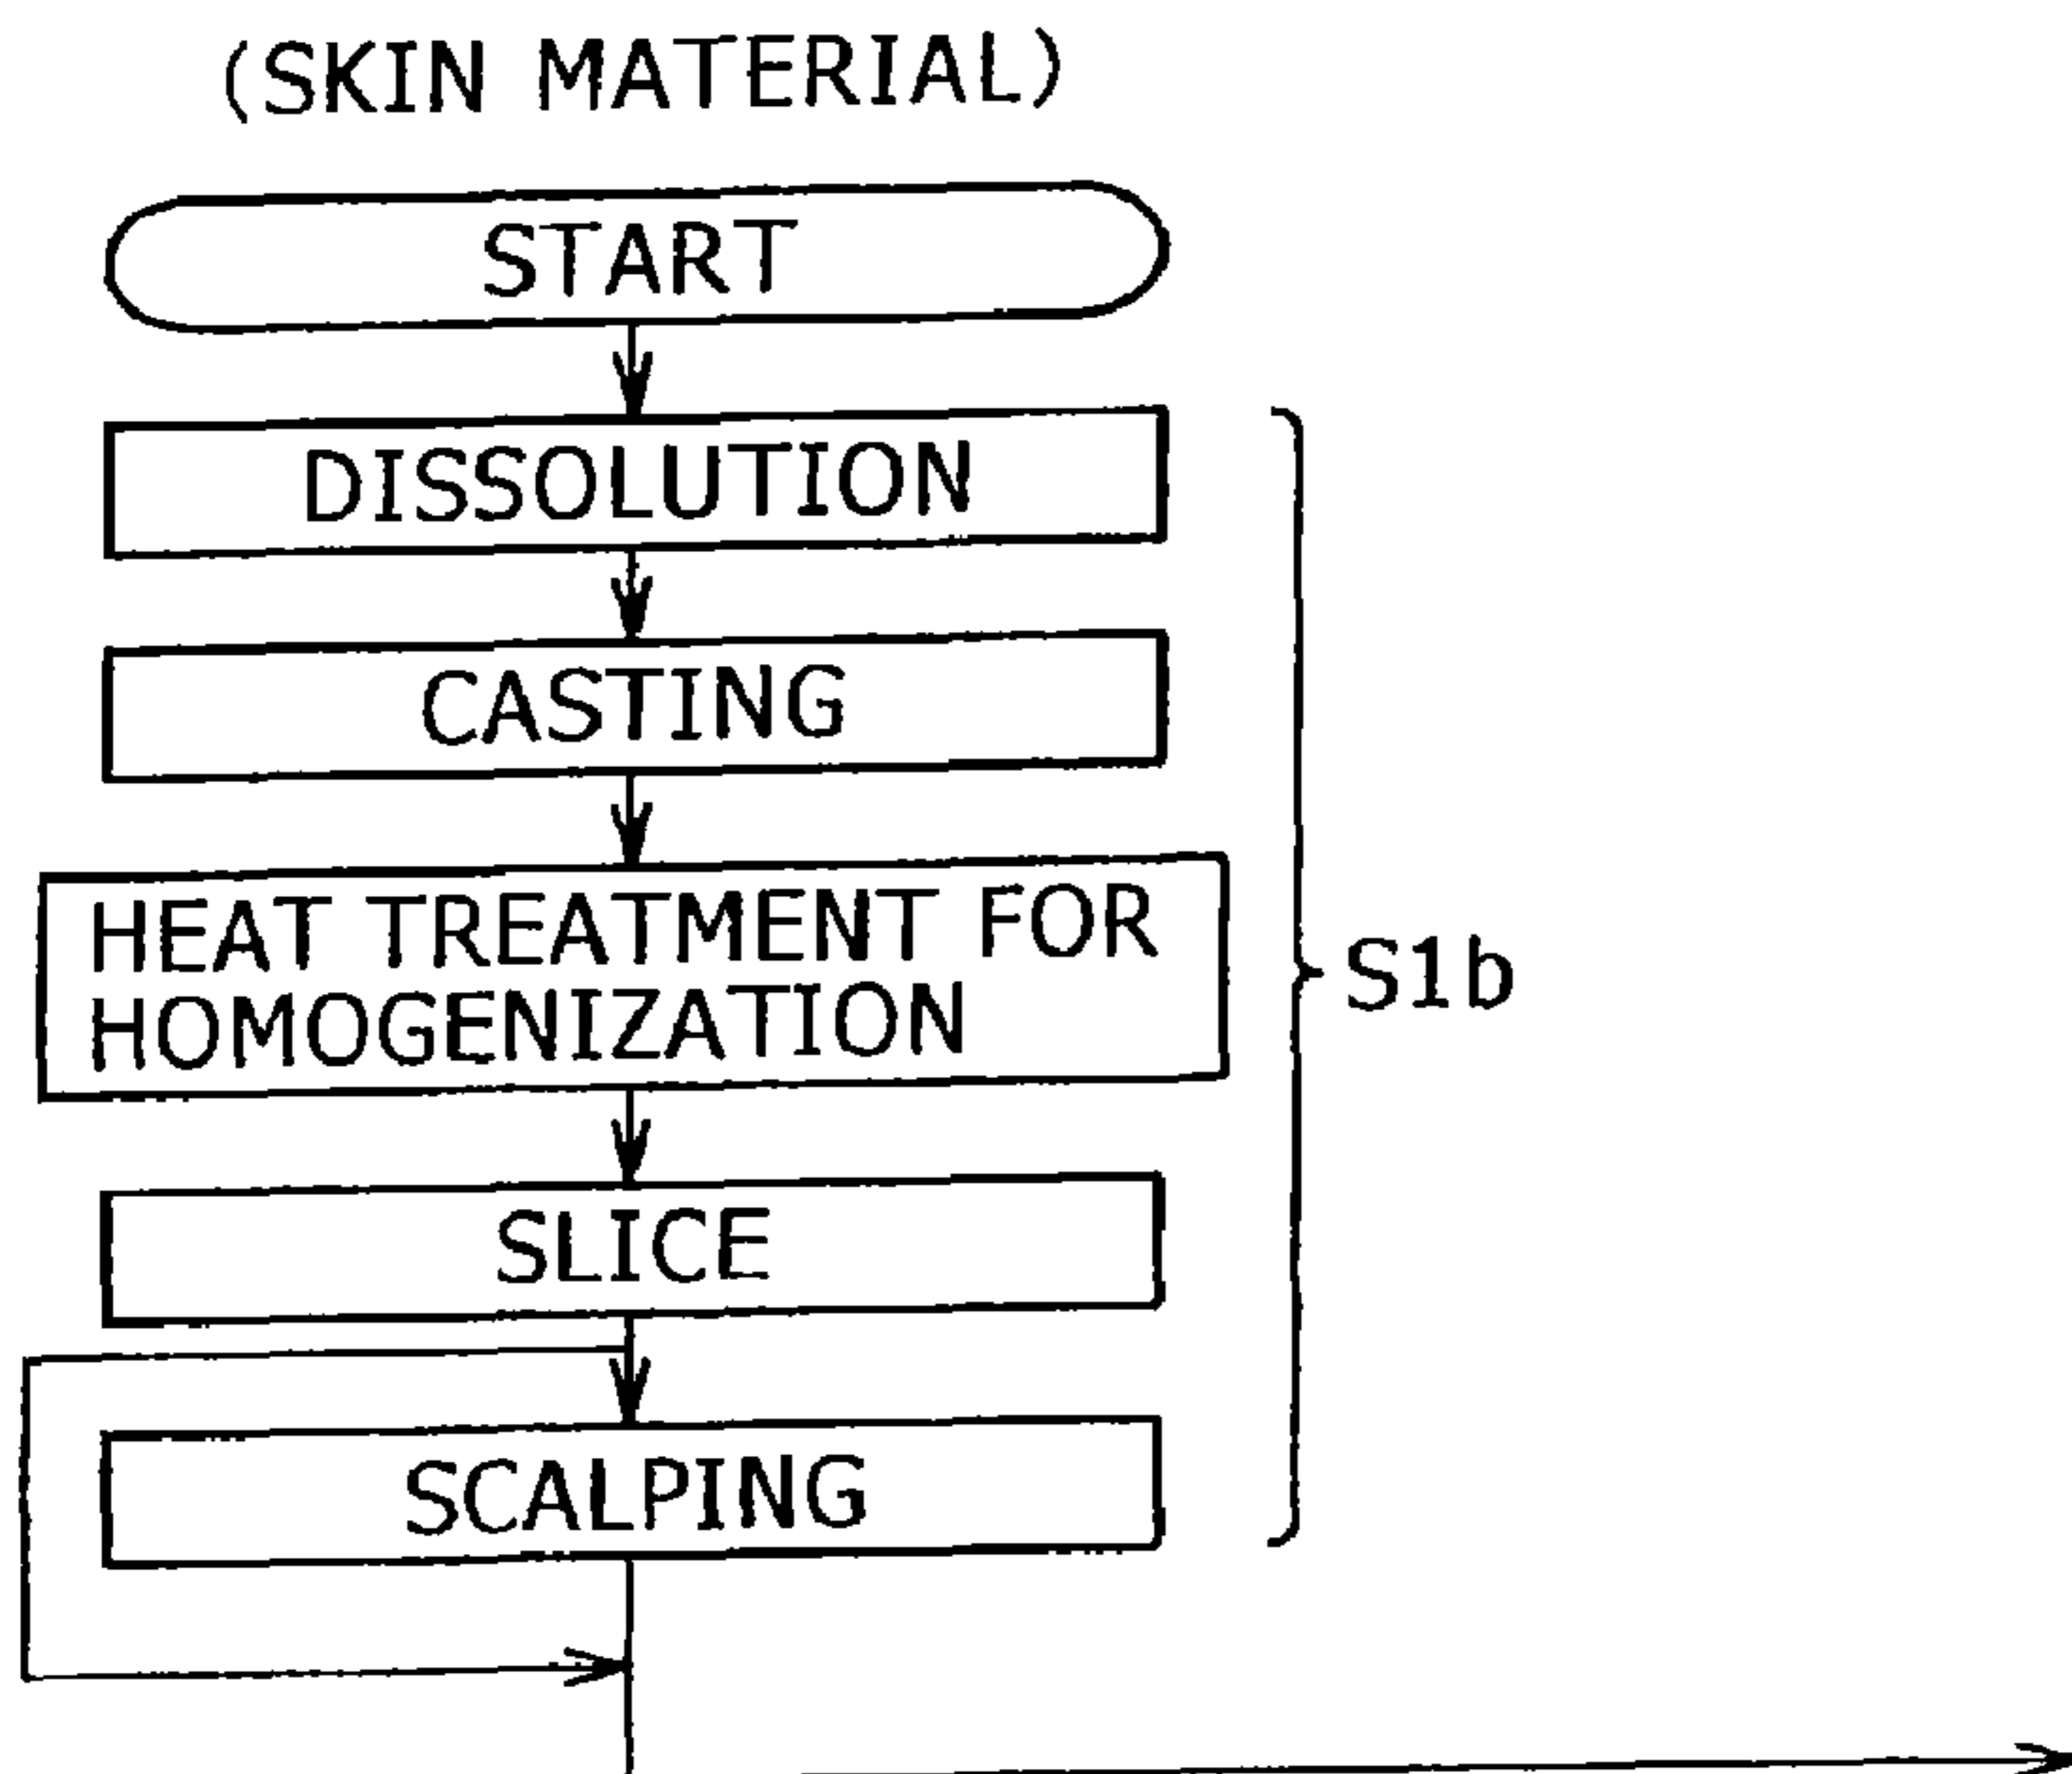 (SKIN MATERIAL)
START
DISSOLUTION
CASTING
HEAT TREATMENT FOR
HOMOGENIZATION
S1b
SLICE
SCALPING